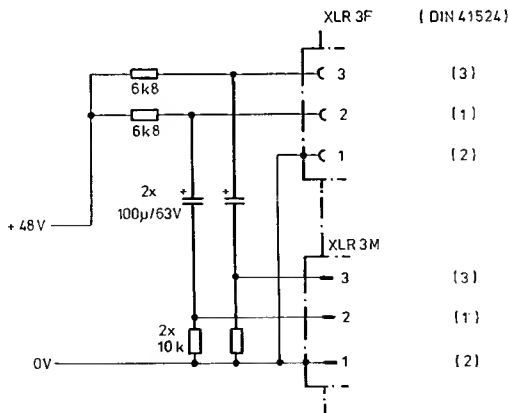 XLR 3F (DIN 41524)
3 (3)
6k8
2 (1)
6k8
1 (2)
2x
100µ/63V
+ +
+48V
XLR 3M
3 (3)
2 (1)
2x
10k
0V
1 (2)